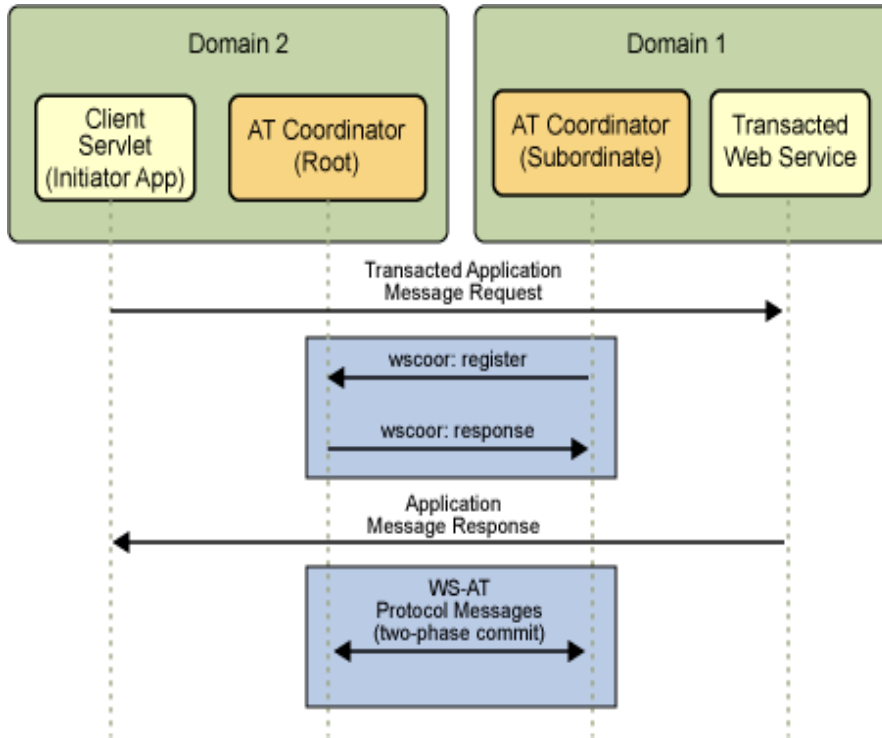 Domain 2
Domain 1
Client
Servlet
(Initiator App)
AT Coordinator
(Root)
AT Coordinator
(Subordinate)
Transacted
Web Service
Transacted Application
Message Request
wscoor: register
wscoor: response
Application
Message Response
WS-AT
Protocol Messages
(two-phase commit)